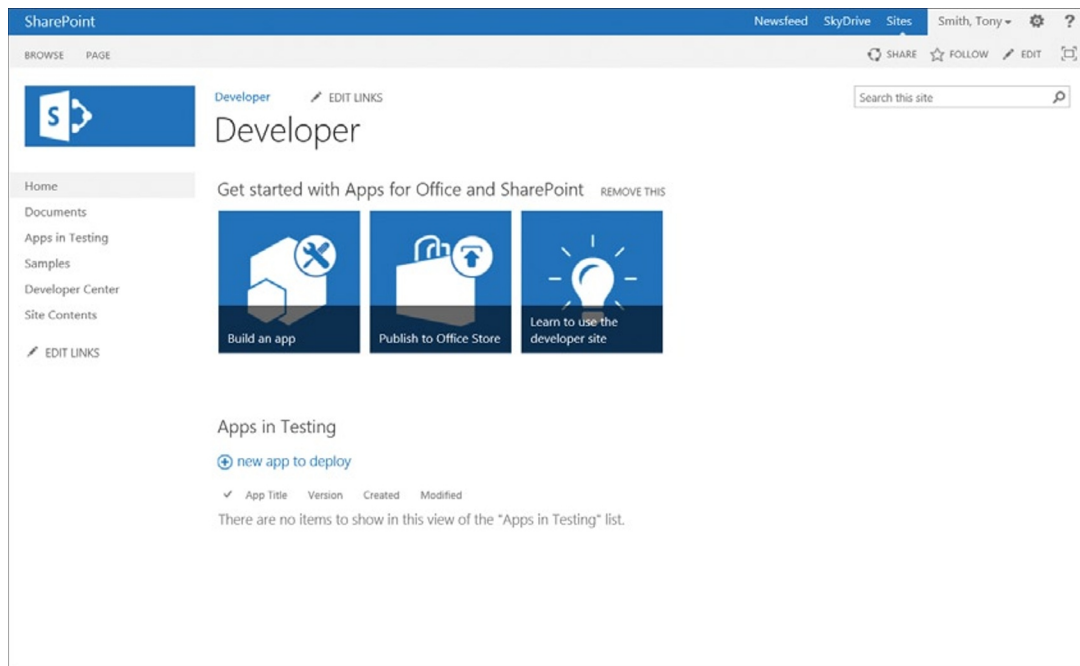 SharePoint Newsfeed SkyDrive Sites Smith, Tony ?
BROWSE PAGE SHARE FOLLOW EDIT
S
Developer EDIT LINKS
Search this site
Developer
Home
Documents
Apps in Testing
Samples
Developer Center
Site Contents
EDIT LINKS
Get started with Apps for Office and SharePoint REMOVE THIS
Build an app
Publish to Office Store
Learn to use the
developer site
Apps in Testing
new app to deploy
App Title Version Created Modified
There are no items to show in this view of the "Apps in Testing" list.